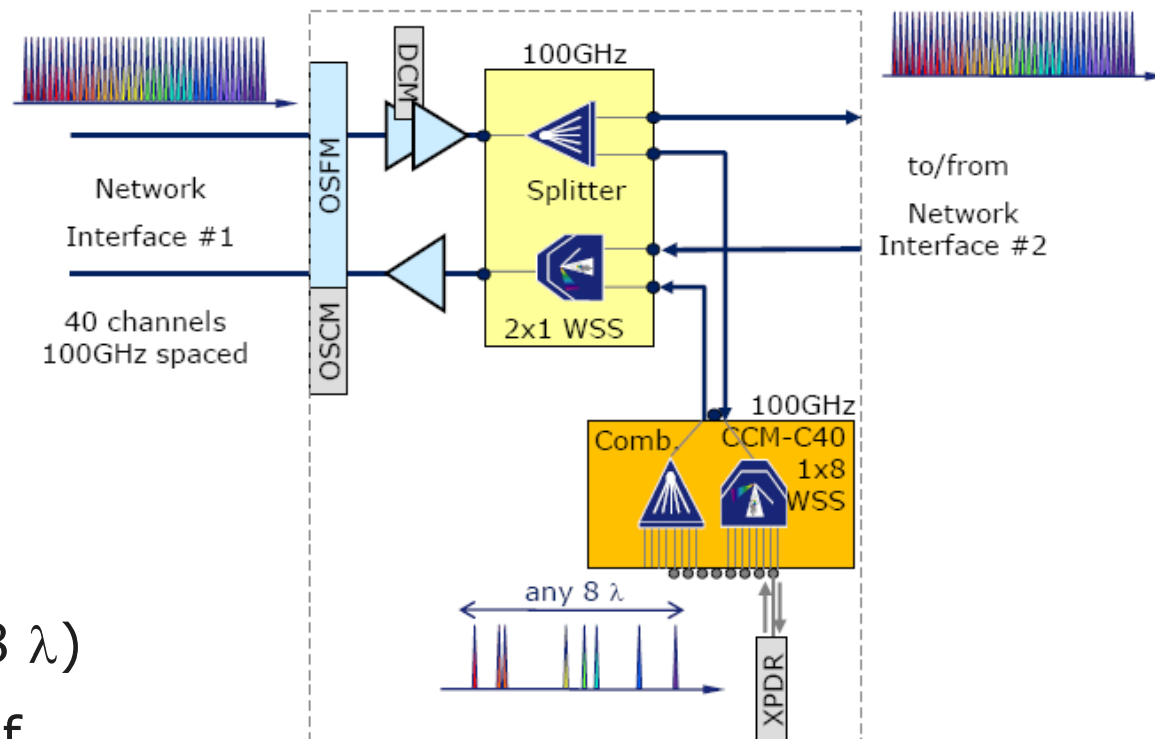 DCM
100GHz
OSFM
Network
Interface #1
Splitter
to/from
Network
Interface #2
40 channels
100GHz spaced
OSCM
2x1 WSS
100GHz
Comb.
CCM-C40
1x8
WSS
any 8 λ
λ)
XPDR